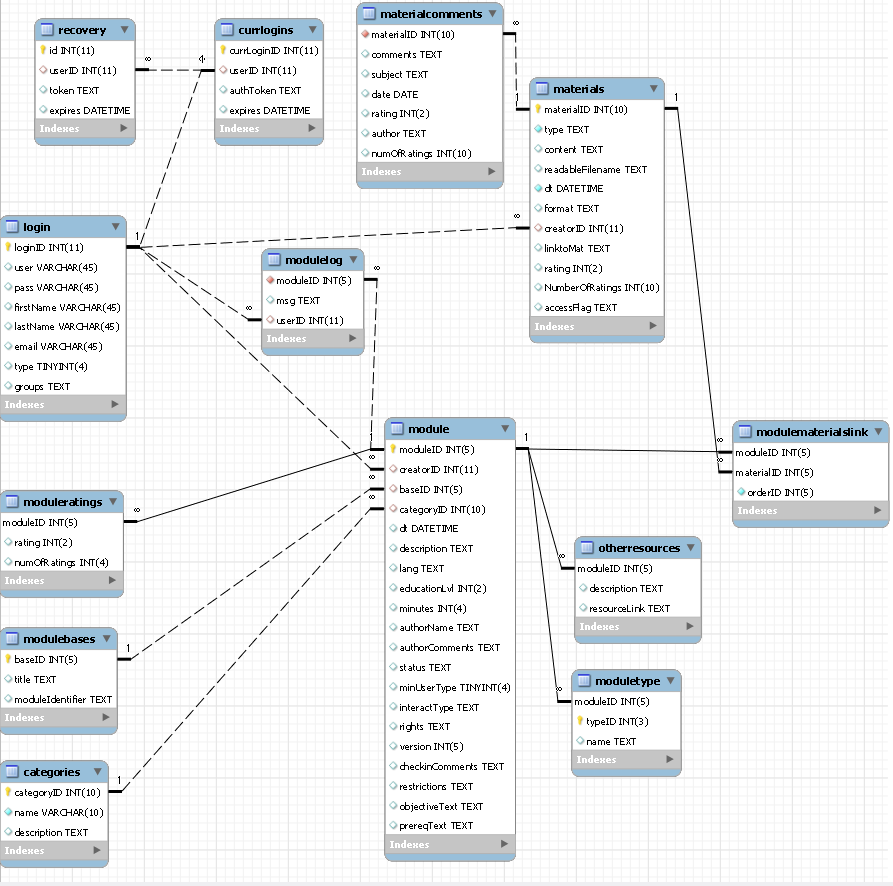 recovery
id INT(11)
userID INT(11)
token TEXT
expires DATETIME
Indexes
∞
currlogins
currLoginID INT(11)
userID INT(11)
authToken TEXT
expires DATETIME
Indexes
materialcomments
materialID INT(10)
comments TEXT
subject TEXT
date DATE
rating INT(2)
author TEXT
numOfRatings INT(10)
Indexes
∞
1
materials
materialID INT(10)
type TEXT
content TEXT
readableFilename TEXT
dt DATETIME
format TEXT
creatorID INT(11)
linktoMat TEXT
rating INT(2)
NumberOfRatings INT(10)
accessFlag TEXT
Indexes
1
∞
login
loginID INT(11)
user VARCHAR(45)
pass VARCHAR(45)
firstName VARCHAR(45)
lastName VARCHAR(45)
email VARCHAR(45)
type TINYINT(4)
groups TEXT
Indexes
1
modulelog
moduleID INT(5)
msg TEXT
userID INT(11)
Indexes
∞
∞
module
moduleID INT(5)
creatorID INT(11)
baseID INT(5)
categoryID INT(10)
dt DATETIME
description TEXT
lang TEXT
educationLvl INT(2)
minutes INT(4)
authorName TEXT
authorComments TEXT
status TEXT
minUserType TINYINT(4)
interactType TEXT
rights TEXT
version INT(5)
checkinComments TEXT
restrictions TEXT
objectiveText TEXT
prereqText TEXT
Indexes
1
∞
∞
∞
1
modulematerialslink
moduleID INT(5)
materialID INT(5)
orderID INT(5)
Indexes
∞
∞
moduleratings
moduleID INT(5)
rating INT(2)
numOfRatings INT(4)
Indexes
∞
otherresources
moduleID INT(5)
description TEXT
resourceLink TEXT
Indexes
∞
modulebases
baseID INT(5)
title TEXT
moduleIdentifier TEXT
Indexes
1
moduletype
moduleID INT(5)
typeID INT(3)
name TEXT
Indexes
∞
categories
categoryID INT(10)
name VARCHAR(10)
description TEXT
Indexes
1